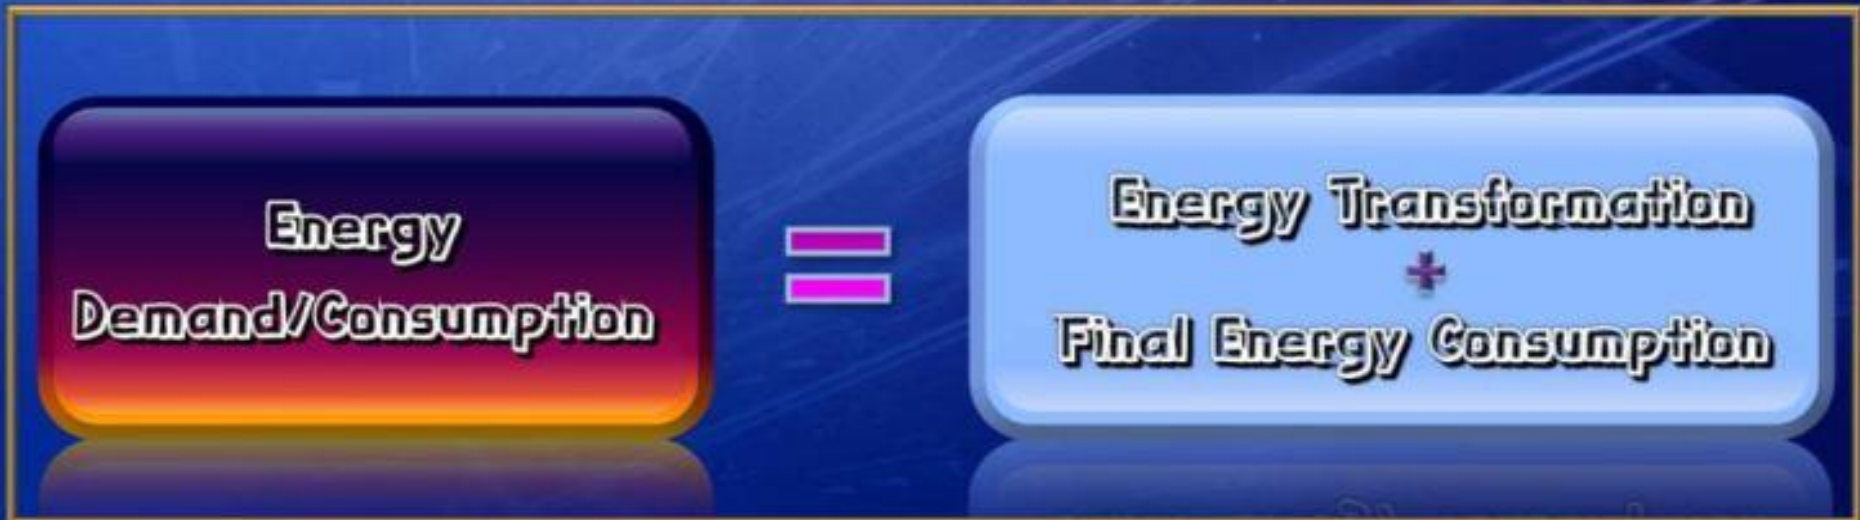 Energy
Demand/Consumption
=
Energy Transformation
+
Final Energy Consumption